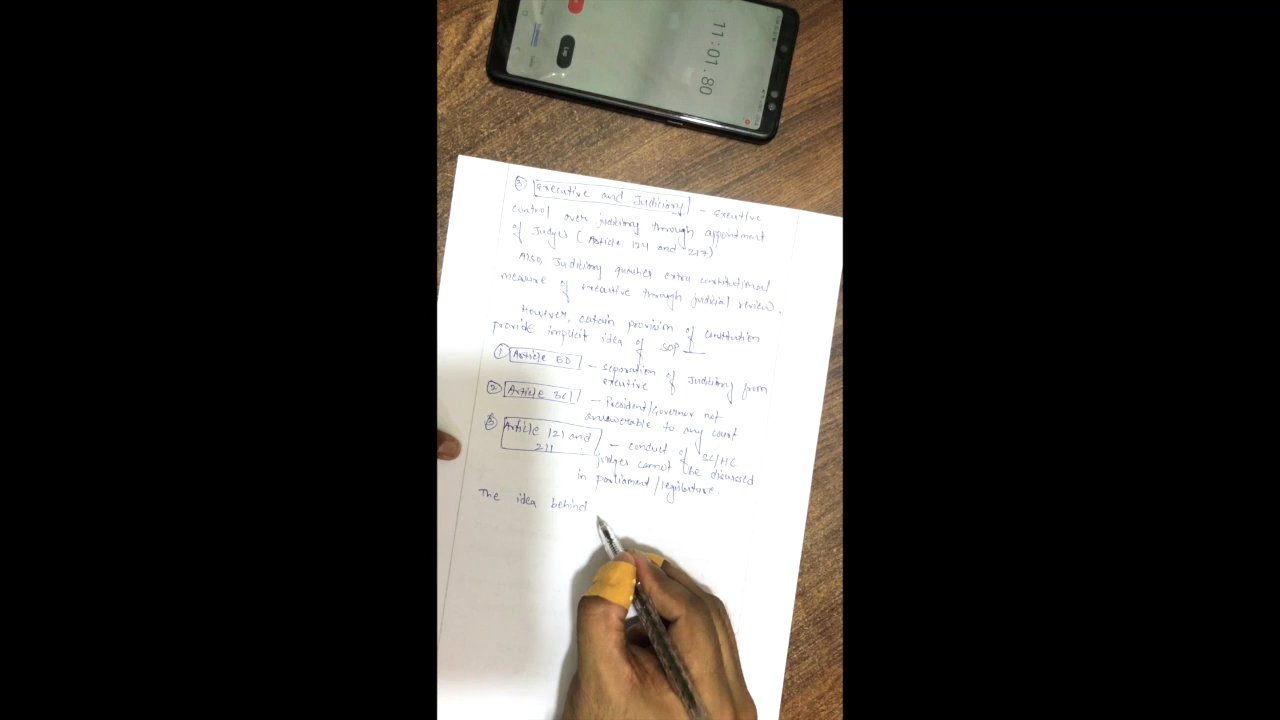 11:01.80
Lap
③ Executive and Judiciary - Executive
control over judiciary through appointment
of Judges (Article 124 and 217)
Also, Judiciary quashes extra constitutional
measure of executive through judicial review.
However, certain provision of constitution
provide implicit idea of SOP
① Article 50 - Separation of Judiciary from
executive
② Article 361 - President/Governor not
answerable to any court
③ Article 121 and
211 - conduct of SC/HC
judges cannot be discussed
in parliament/legislature.
The idea behind